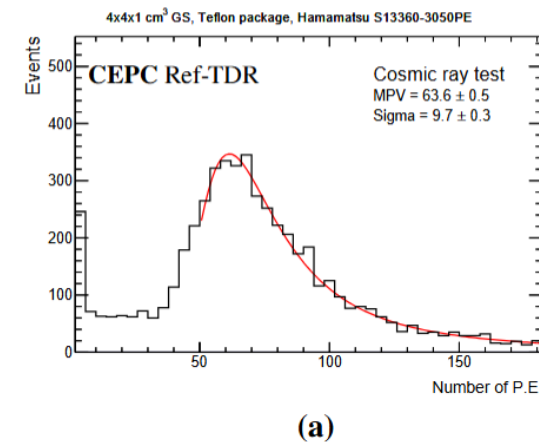 4x4x1 cm³ GS, Teflon package, Hamamatsu S13360-3050PE
Events
CEPC Ref-TDR
Cosmic ray test
MPV = 63.6 ± 0.5
Sigma = 9.7 ± 0.3
500
400
300
200
100
0
50
100
150
Number of P.E
(a)